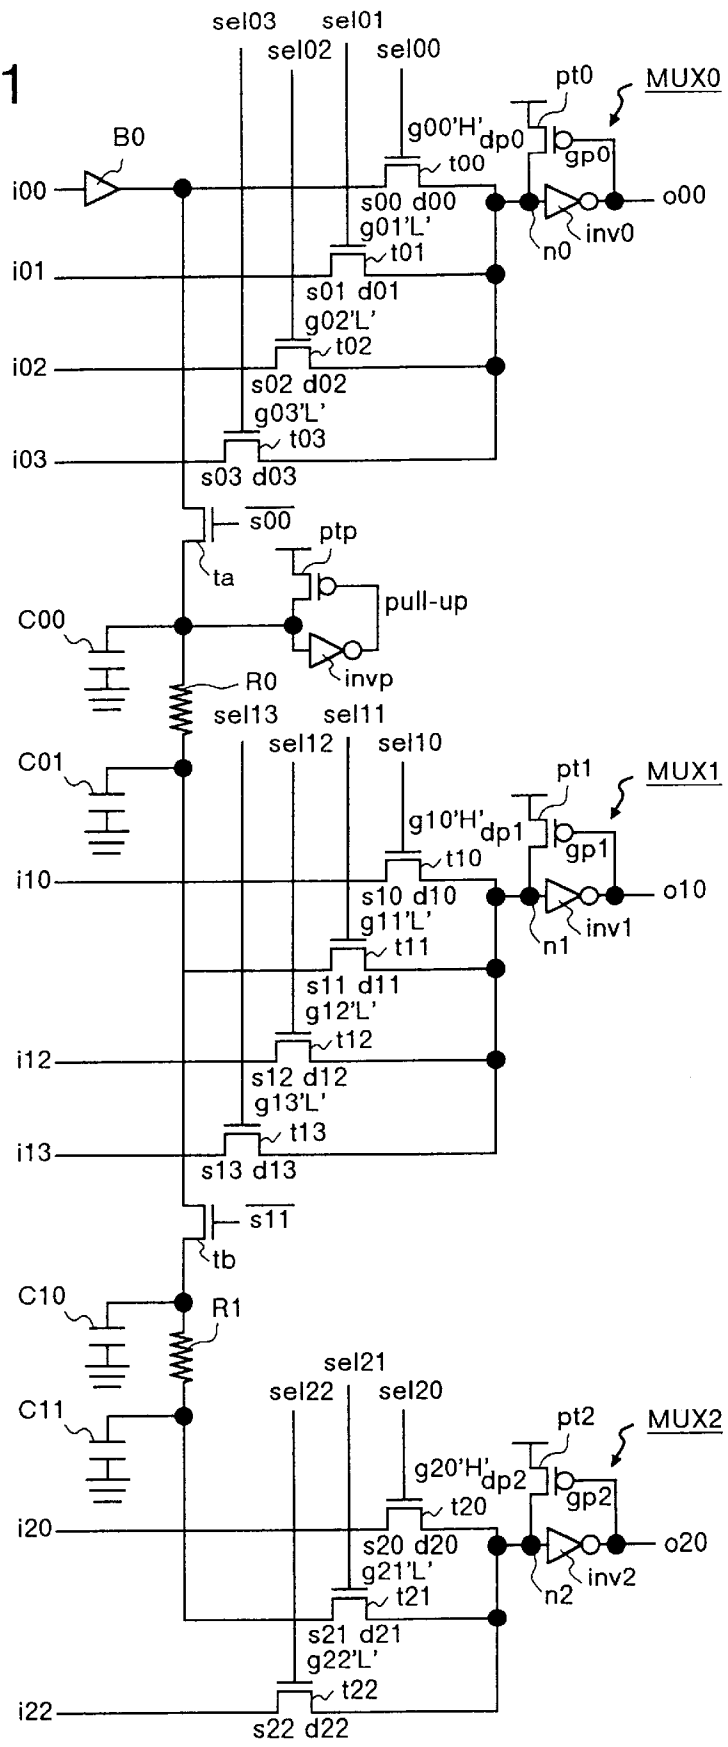 sel03
sel01
sel02
sel00
1
pt0
MUX0
B0
g00'H'
dp0
gp0
t00
i00
s00 d00
o00
n0
inv0
g01'L'
t01
i01
s01 d01
g02'L'
t02
i02
s02 d02
g03'L'
t03
i03
s03 d03
s00
ta
ptp
C00
pull-up
invp
R0
sel13
sel11
C01
sel12
sel10
pt1
MUX1
g10'H'
dp1
gp1
t10
i10
s10 d10
o10
n1
inv1
g11'L'
t11
s11 d11
g12'L'
t12
i12
s12 d12
g13'L'
t13
i13
s13 d13
s11
tb
C10
R1
sel21
sel22
sel20
C11
pt2
MUX2
g20'H'
dp2
gp2
t20
i20
s20 d20
o20
n2
inv2
g21'L'
t21
s21 d21
g22'L'
t22
i22
s22 d22